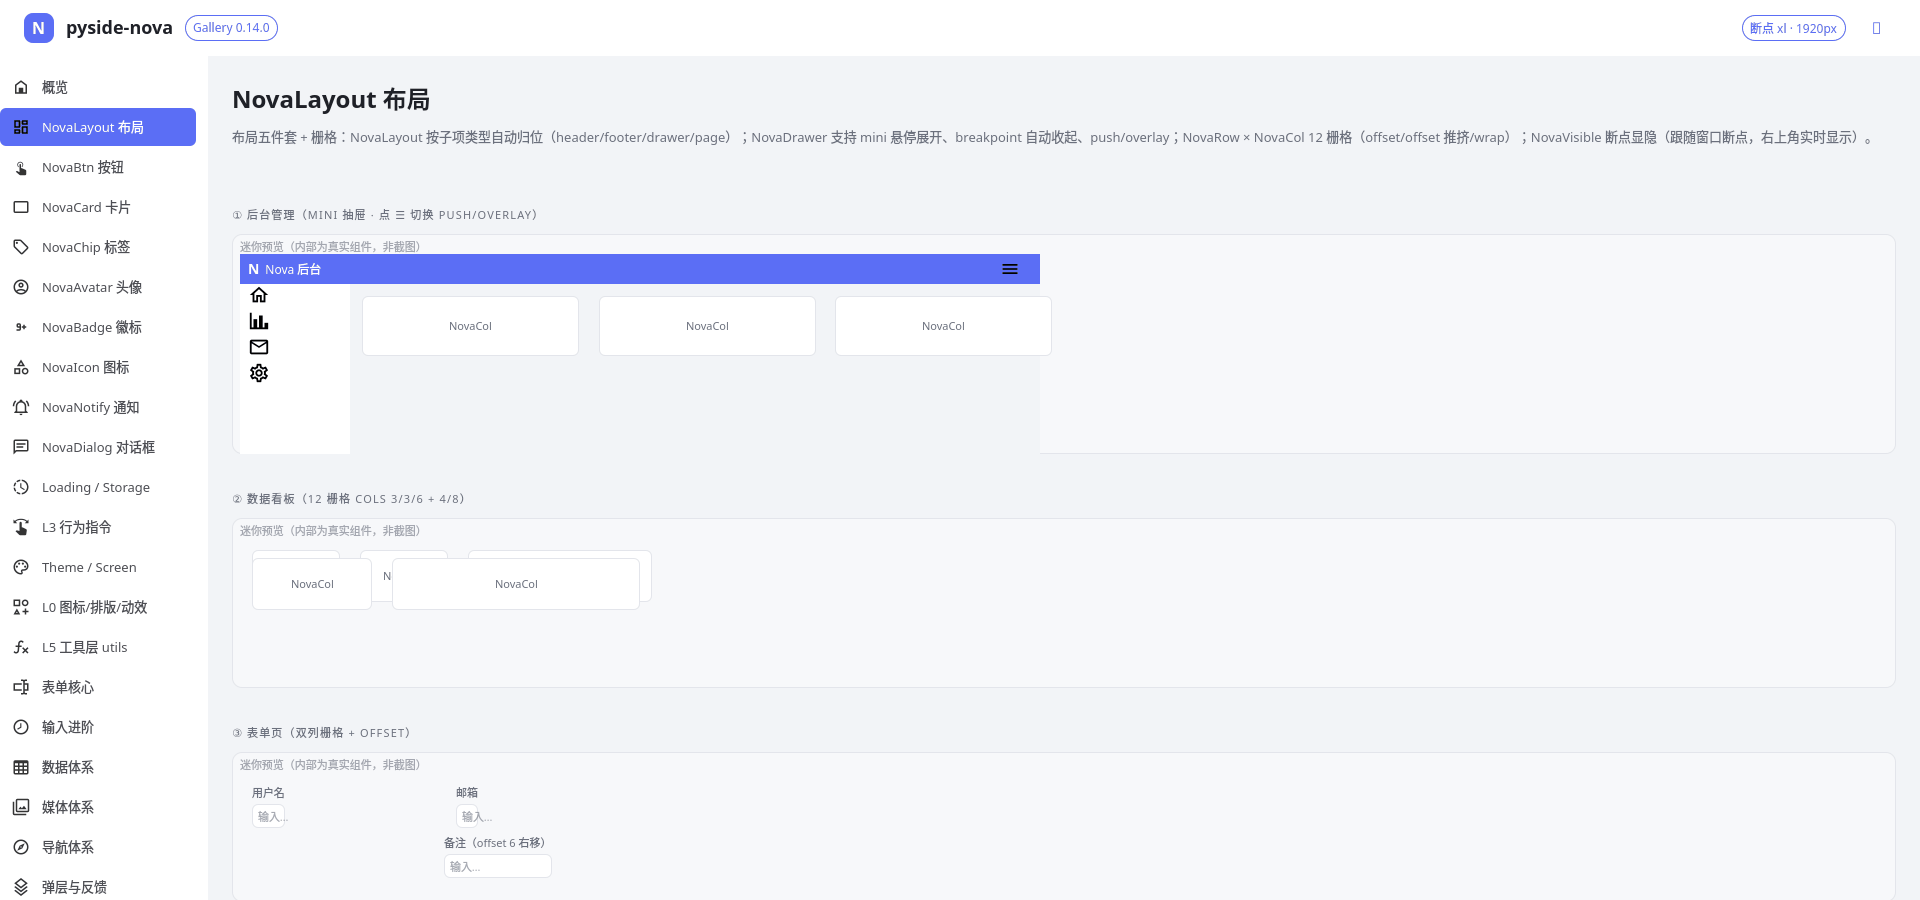 N pyside-nova Gallery 0.14.0
断点 xl · 1920px
概览
NovaLayout 布局
NovaBtn 按钮
NovaCard 卡片
NovaChip 标签
NovaAvatar 头像
NovaBadge 徽标
NovaIcon 图标
NovaNotify 通知
NovaDialog 对话框
Loading / Storage
L3 行为指令
Theme / Screen
L0 图标/排版/动效
L5 工具层 utils
表单核心
输入进阶
数据体系
媒体体系
导航体系
弹层与反馈
NovaLayout 布局
布局五件套 + 栅格：NovaLayout 按子项类型自动归位（header/footer/drawer/page）；NovaDrawer 支持 mini 悬停展开、breakpoint 自动收起、push/overlay；NovaRow × NovaCol 12 栅格（offset/offset 推挤/wrap）；NovaVisible 断点显隐（跟随窗口断点，右上角实时显示）。
① 后台管理（MINI 抽屉 · 点 ☰ 切换 PUSH/OVERLAY）
迷你预览（内部为真实组件，非截图）
N Nova 后台
NovaCol NovaCol NovaCol
② 数据看板（12 栅格 COLS 3/3/6 + 4/8）
迷你预览（内部为真实组件，非截图）
NovaCol N NovaCol
③ 表单页（双列栅格 + OFFSET）
迷你预览（内部为真实组件，非截图）
用户名 邮箱
输入... 输入...
备注（offset 6 右移）
输入...